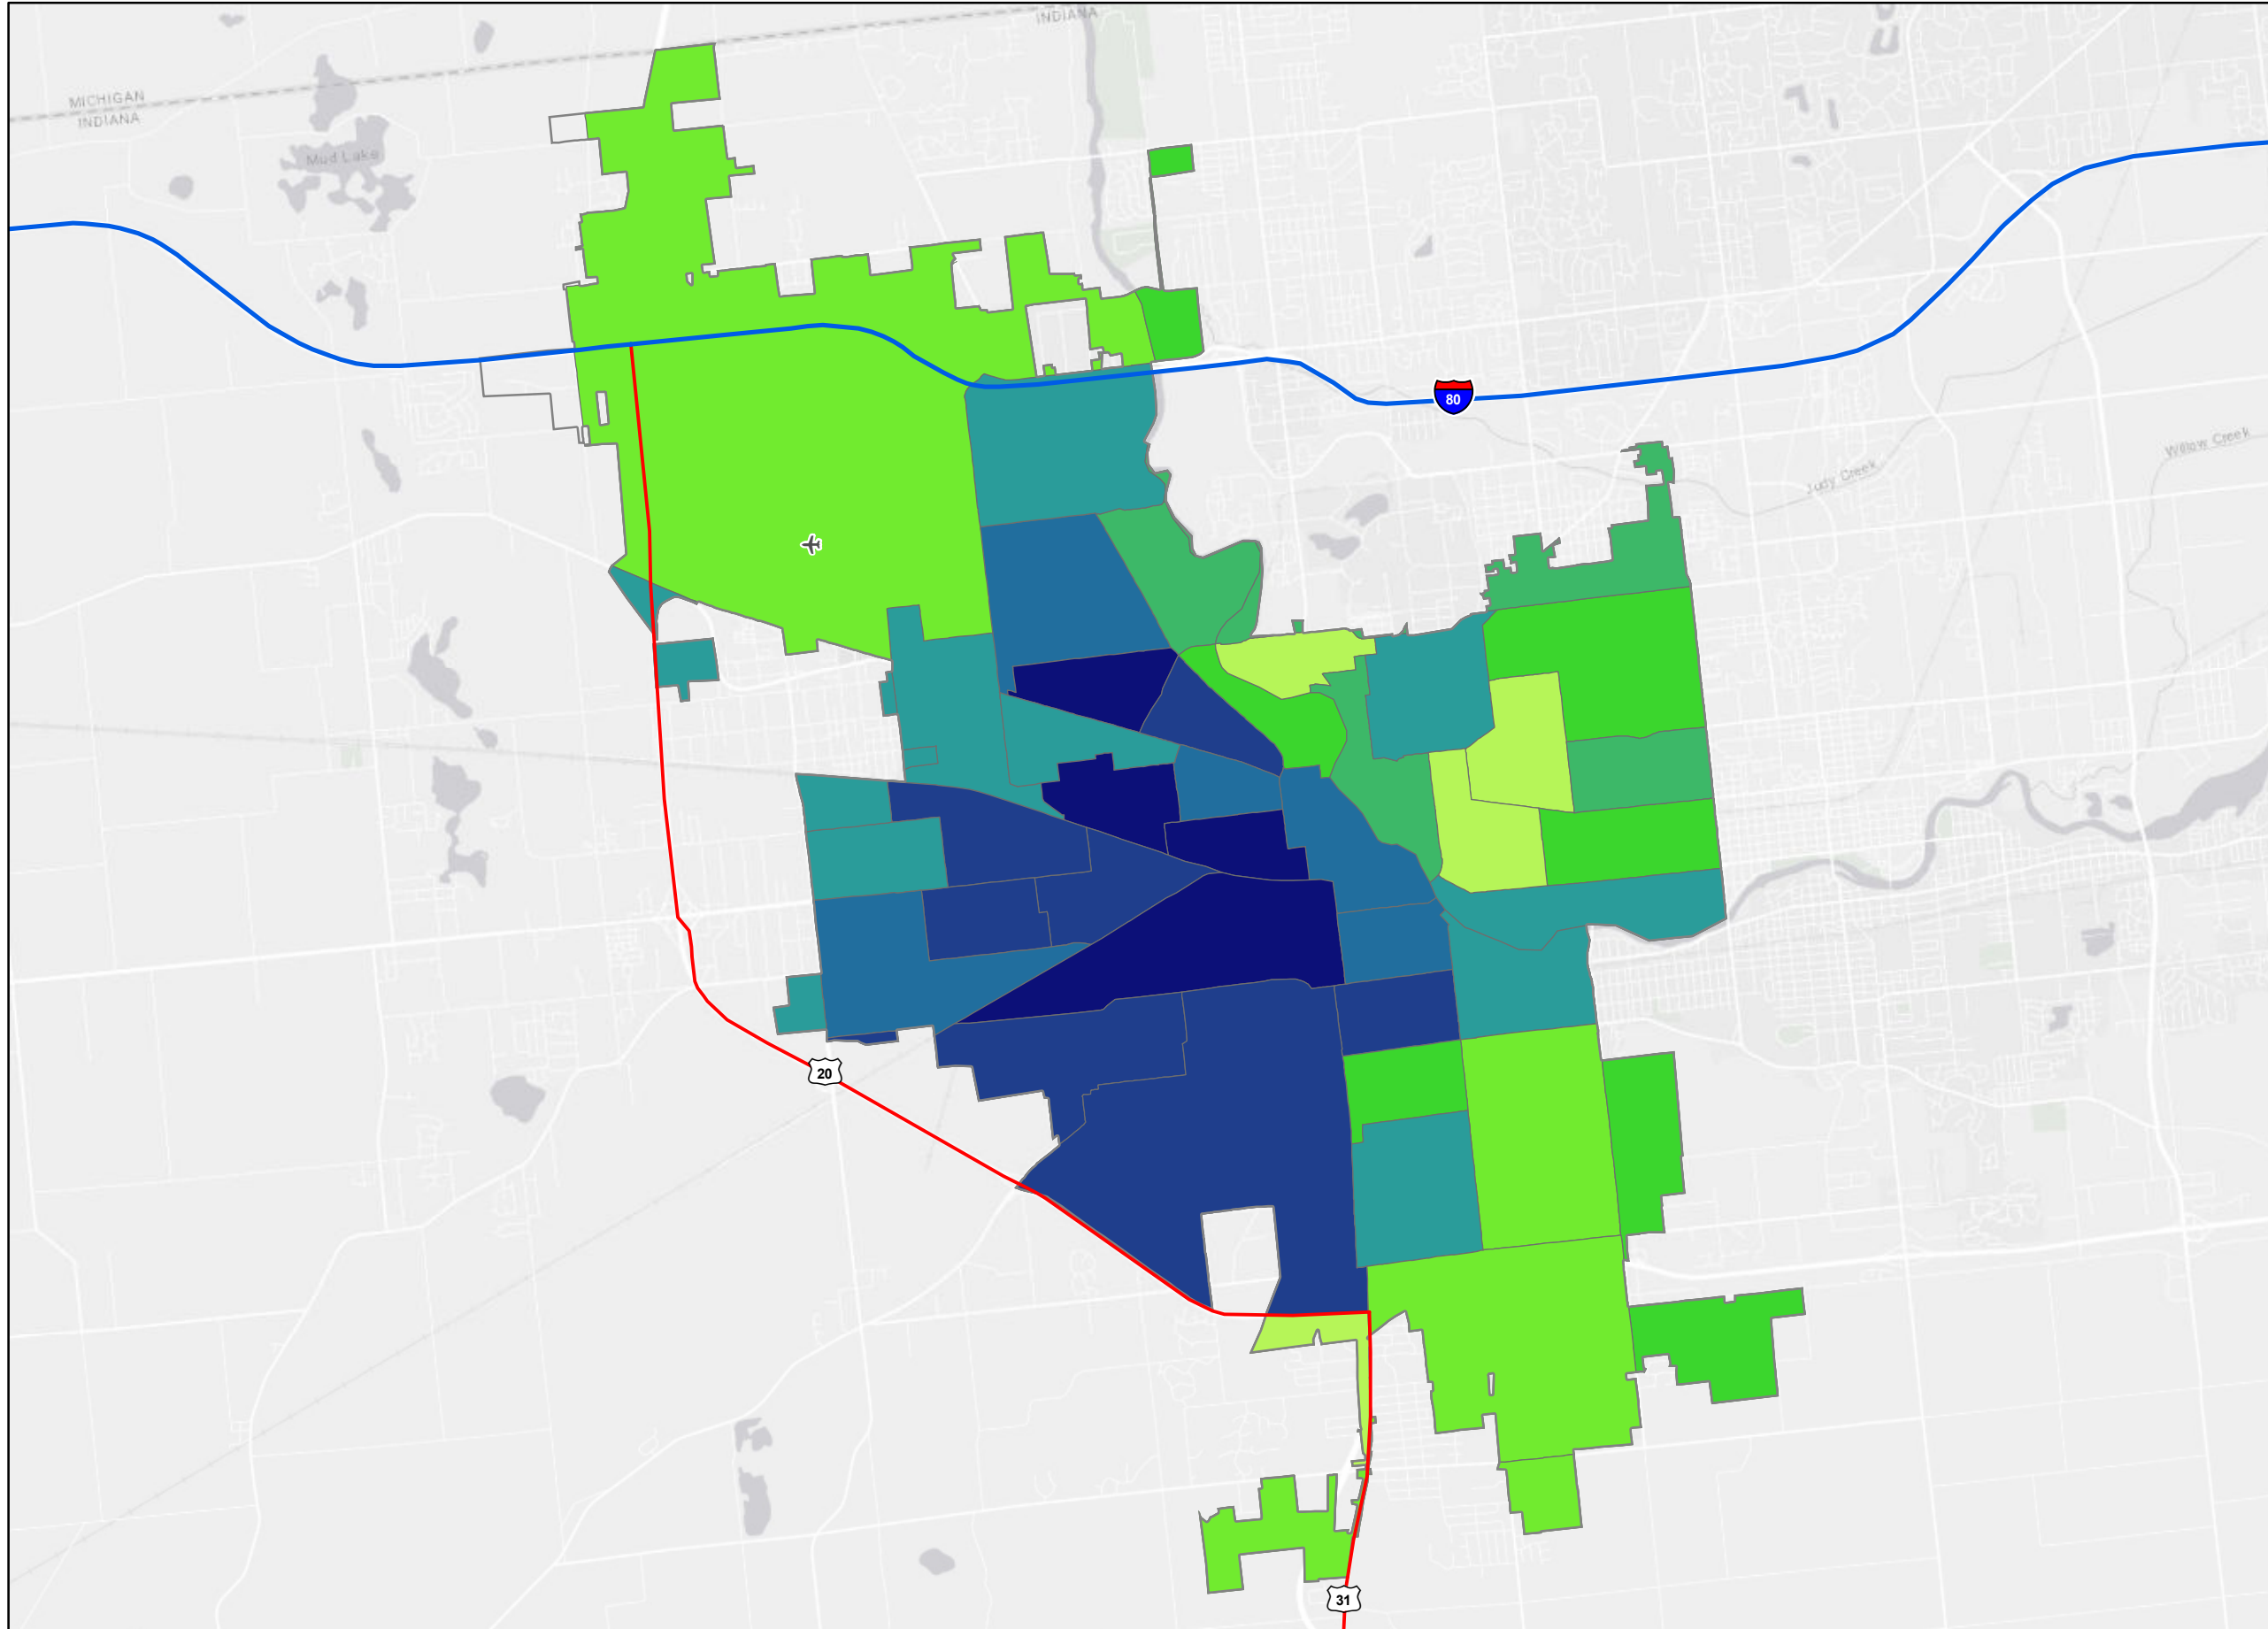 INDIANA
MICHIGAN
INDIANA
Mud Lake
80
Willow Creek
Judy Creek
20
31